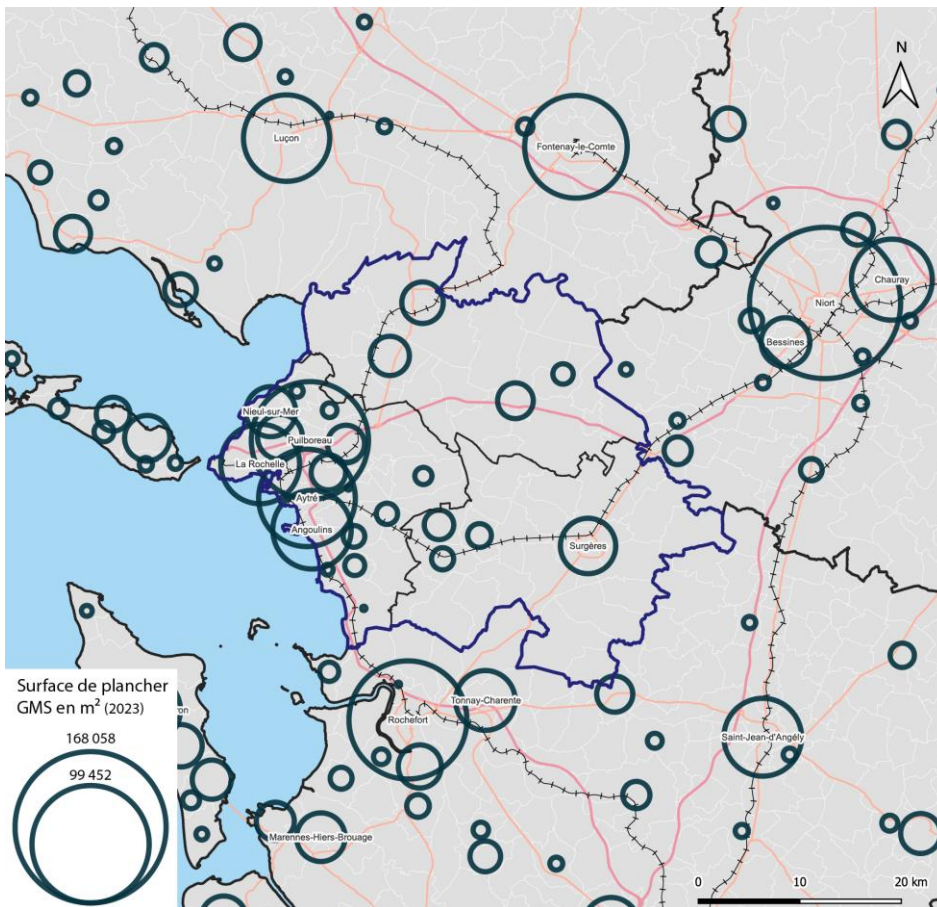 N
Luçon
Fontenay-le-Comte
Chauray
Niort
Bessines
Nieul-sur-Mer
Puilboreau
La Rochelle
Aytré
Angoulins
Surgères
Surface de plancher
GMS en m² (2023)
168 058
99 452
Tonnay-Charente
Rochefort
Saint-Jean-d'Angély
Marennes-Hiers-Brouage
0 10 20 km